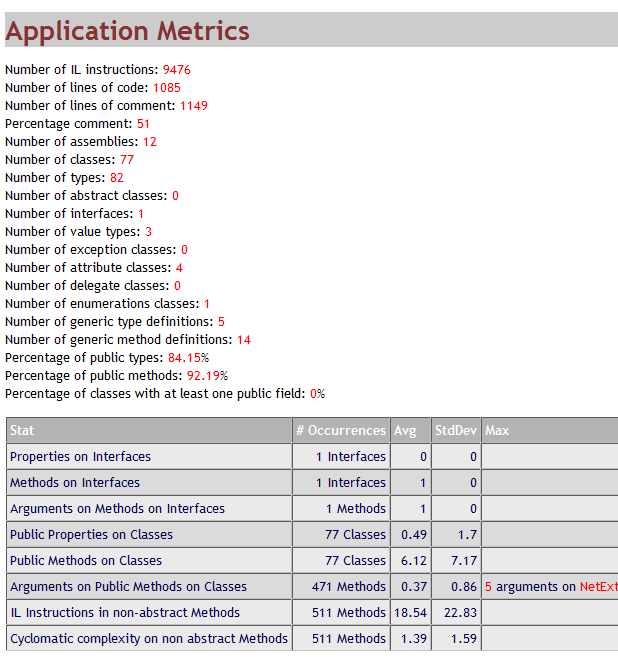 Application Metrics
Number of IL instructions: 9476
Number of lines of code: 1085
Number of lines of comment: 1149
Percentage comment: 51
Number of assemblies: 12
Number of classes: 77
Number of types: 82
Number of abstract classes: 0
Number of interfaces: 1
Number of value types: 3
Number of exception classes: 0
Number of attribute classes: 4
Number of delegate classes: 0
Number of enumerations classes: 1
Number of generic type definitions: 5
Number of generic method definitions: 14
Percentage of public types: 84.15%
Percentage of public methods: 92.19%
Percentage of classes with at least one public field: 0%
Stat # Occurrences Avg StdDev Max
Properties on Interfaces 1 Interfaces 0 0
Methods on Interfaces 1 Interfaces 1 0
Arguments on Methods on Interfaces 1 Methods 1 0
Public Properties on Classes 77 Classes 0.49 1.7
Public Methods on Classes 77 Classes 6.12 7.17
Arguments on Public Methods on Classes 471 Methods 0.37 0.86 5 arguments on NetExt
IL Instructions in non-abstract Methods 511 Methods 18.54 22.83
Cyclomatic complexity on non abstract Methods 511 Methods 1.39 1.59